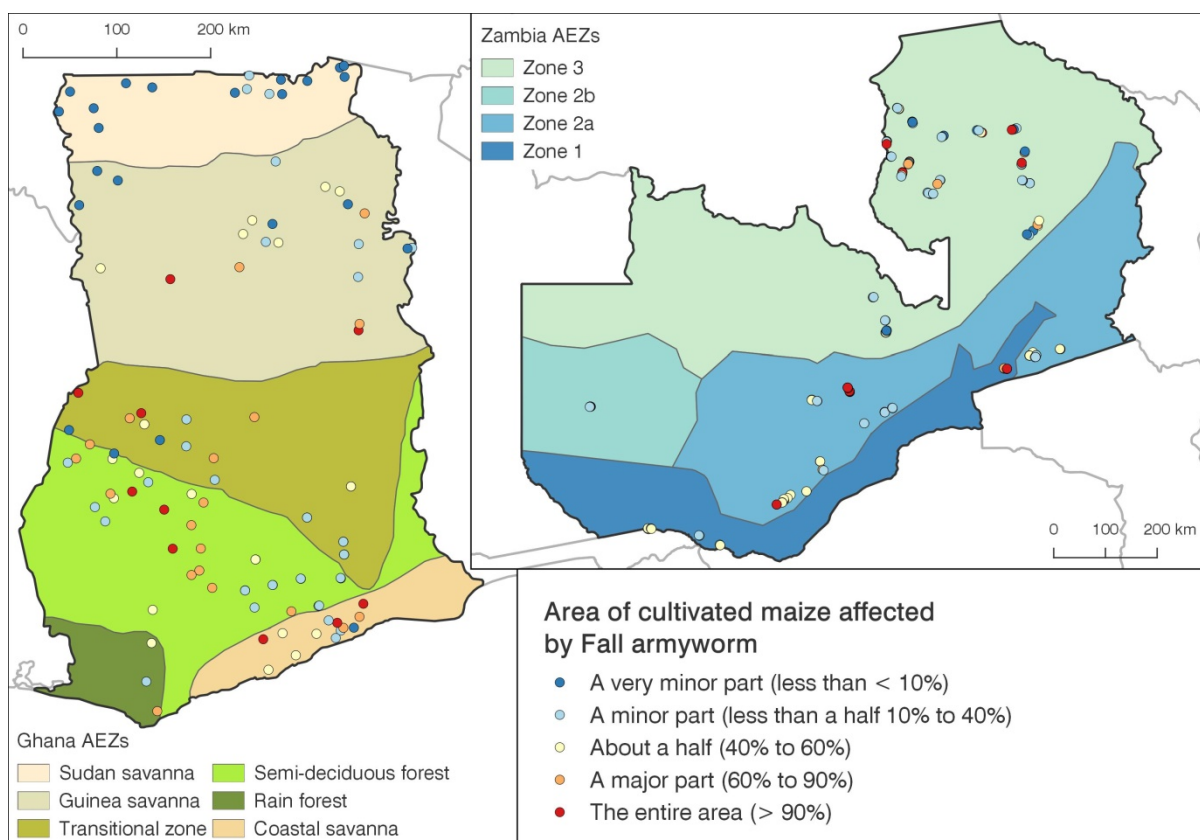 0 100 200 km
Zambia AEZs
Zone 3
Zone 2b
Zone 2a
Zone 1
0 100 200 km
Ghana AEZs
Sudan savanna
Guinea savanna
Transitional zone
Semi-deciduous forest
Rain forest
Coastal savanna
Area of cultivated maize affected
by Fall armyworm
A very minor part (less than < 10%)
A minor part (less than a half 10% to 40%)
About a half (40% to 60%)
A major part (60% to 90%)
The entire area (> 90%)